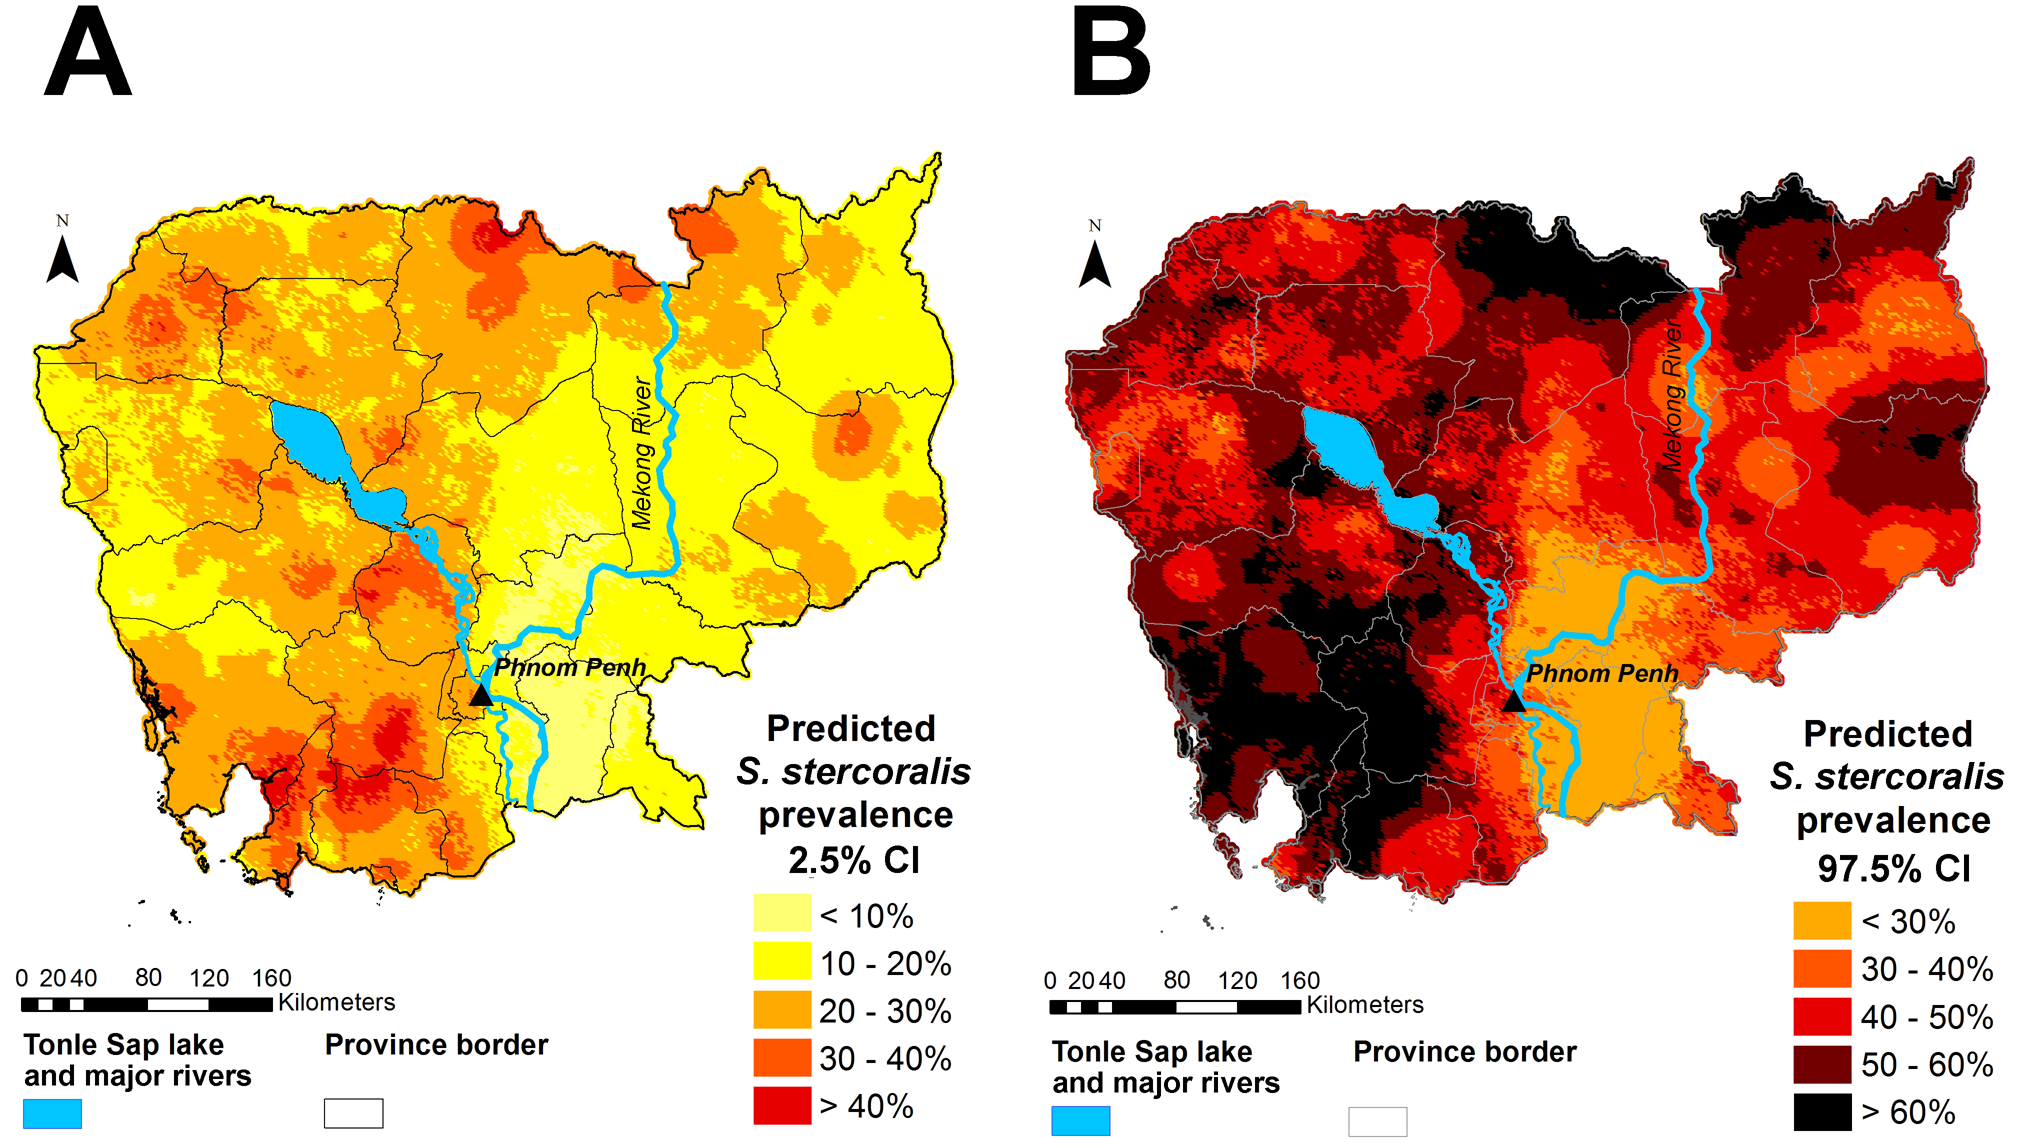 A
N
Mekong River
Phnom Penh
Predicted
S. stercoralis
prevalence
2.5% CI
< 10%
10 - 20%
20 - 30%
30 - 40%
> 40%
0 20 40 80 120 160
Kilometers
Tonle Sap lake
and major rivers
Province border
B
N
Mekong River
Phnom Penh
Predicted
S. stercoralis
prevalence
97.5% CI
< 30%
30 - 40%
40 - 50%
50 - 60%
> 60%
0 20 40 80 120 160
Kilometers
Tonle Sap lake
and major rivers
Province border